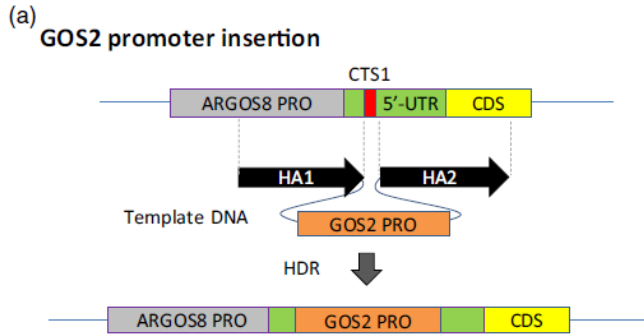 (a)
GOS2 promoter insertion
CTS1
ARGOS8 PRO 5′-UTR CDS
HA1 HA2
Template DNA
GOS2 PRO
HDR
ARGOS8 PRO GOS2 PRO CDS